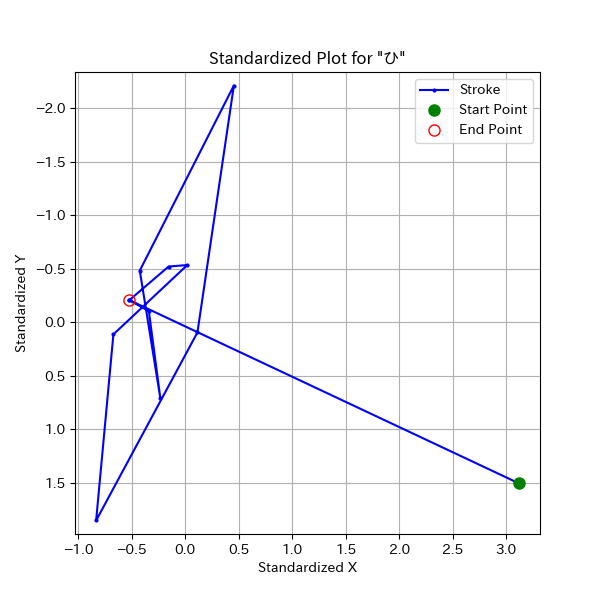 Standardized Plot for "ひ"
Stroke
Start Point
End Point
Standardized Y
−2.0
−1.5
−1.0
−0.5
0.0
0.5
1.0
1.5
−1.0 −0.5 0.0 0.5 1.0 1.5 2.0 2.5 3.0
Standardized X